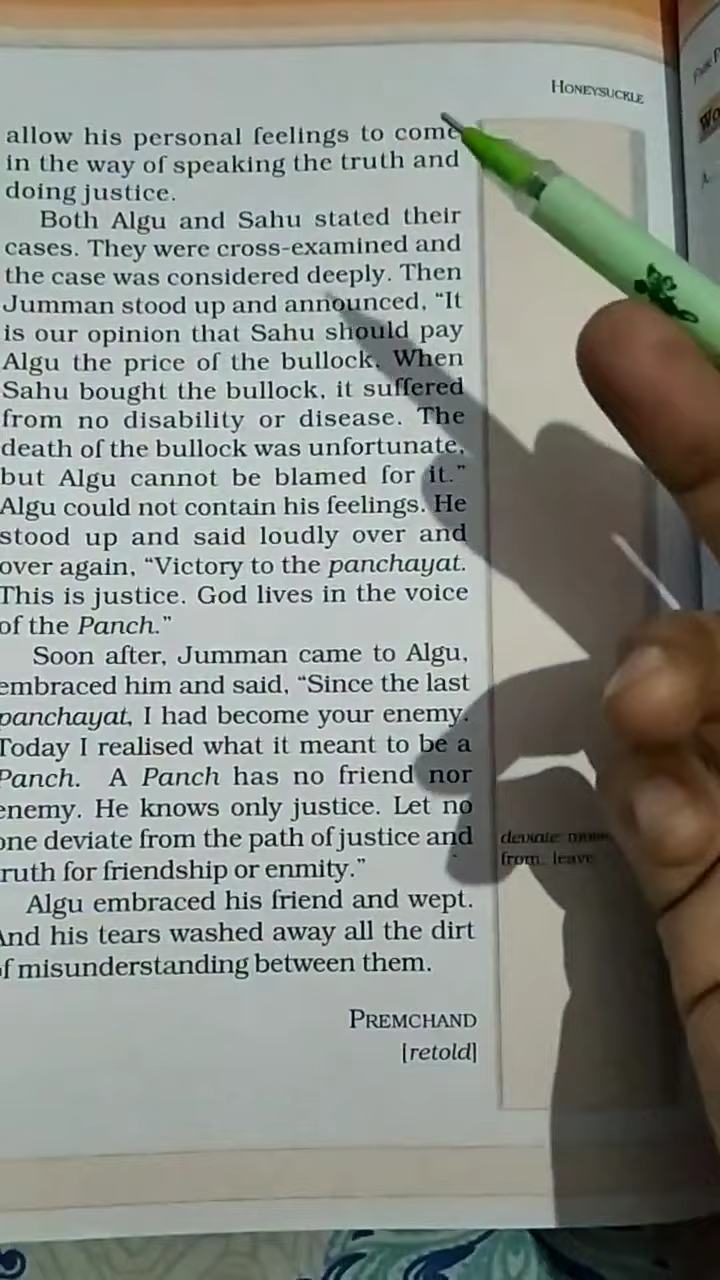 HONEYSUCKLE
allow his personal feelings to come
in the way of speaking the truth and
doing justice.
Both Algu and Sahu stated their
cases. They were cross-examined and
the case was considered deeply. Then
Jumman stood up and announced, “It
is our opinion that Sahu should pay
Algu the price of the bullock. When
Sahu bought the bullock, it suffered
from no disability or disease. The
death of the bullock was unfortunate,
but Algu cannot be blamed for it.”
Algu could not contain his feelings. He
stood up and said loudly over and
over again, “Victory to the panchayat.
This is justice. God lives in the voice
of the Panch.”
Soon after, Jumman came to Algu,
embraced him and said, “Since the last
panchayat, I had become your enemy.
Today I realised what it meant to be a
Panch. A Panch has no friend nor
enemy. He knows only justice. Let no
one deviate from the path of justice and
ruth for friendship or enmity.”
Algu embraced his friend and wept.
And his tears washed away all the dirt
f misunderstanding between them.
deviate:
from, leave
PREMCHAND
[retold]